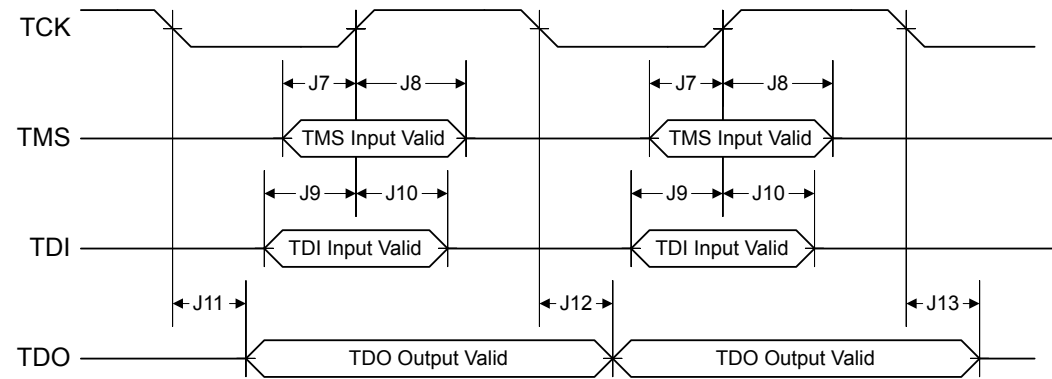 TCK
J7 J8 J7 J8
TMS TMS Input Valid TMS Input Valid
J9 J10 J9 J10
TDI TDI Input Valid TDI Input Valid
J11 J12 J13
TDO TDO Output Valid TDO Output Valid